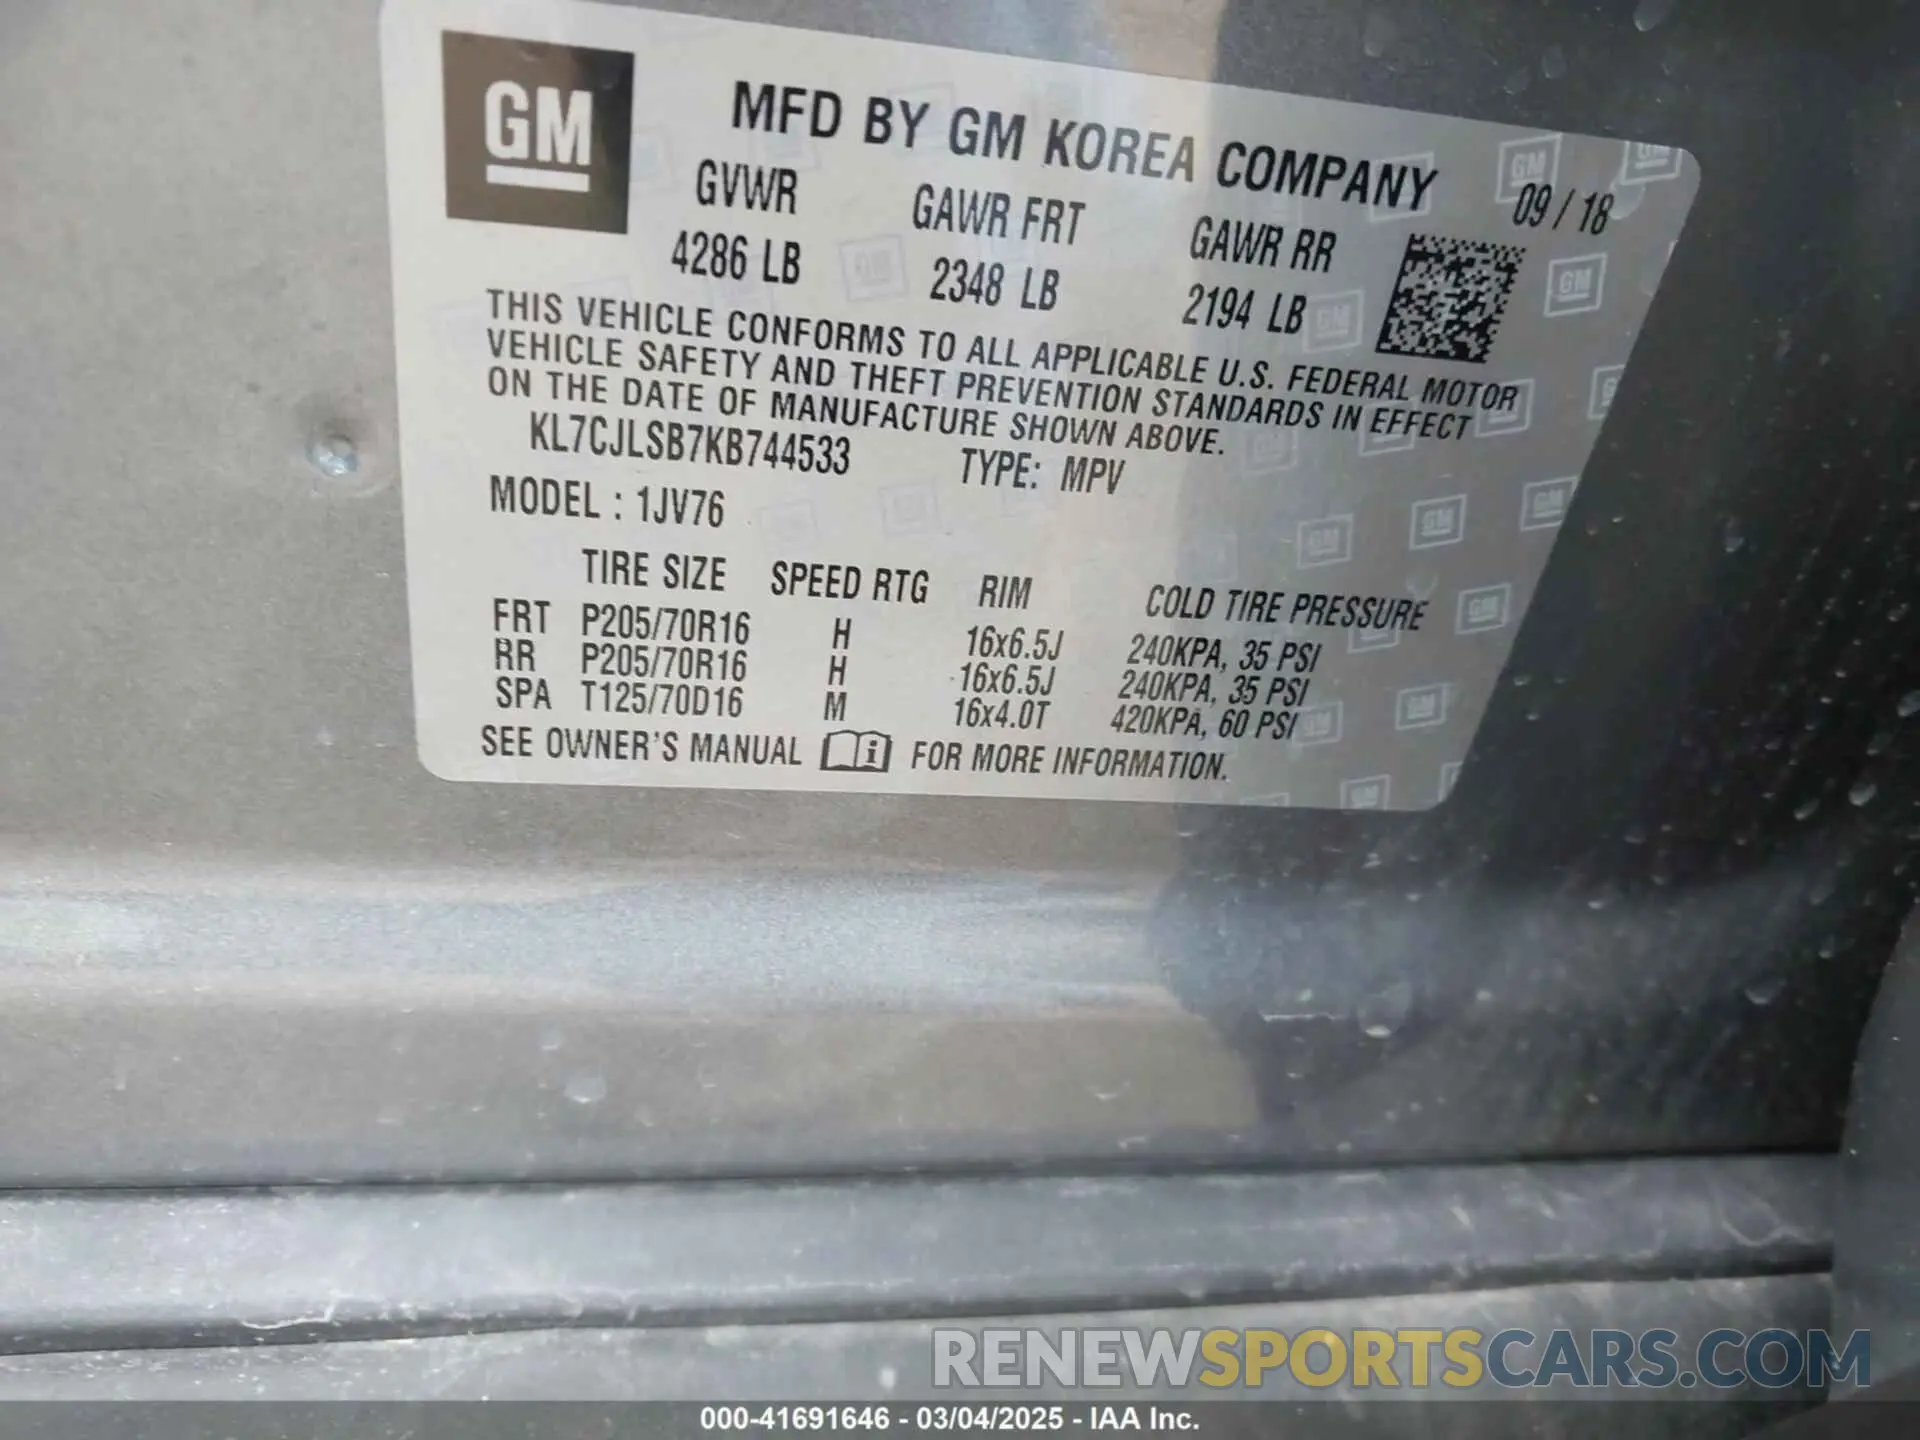 GM
MFD BY GM KOREA COMPANY
09 / 18
GVWR GAWR FRT GAWR RR
4286 LB 2348 LB 2194 LB
THIS VEHICLE CONFORMS TO ALL APPLICABLE U.S. FEDERAL MOTOR
VEHICLE SAFETY AND THEFT PREVENTION STANDARDS IN EFFECT
ON THE DATE OF MANUFACTURE SHOWN ABOVE.
KL7CJLSB7KB744533 TYPE: MPV
MODEL : 1JV76
TIRE SIZE SPEED RTG RIM COLD TIRE PRESSURE
FRT P205/70R16 H 16x6.5J 240KPA, 35 PSI
RR P205/70R16 H 16x6.5J 240KPA, 35 PSI
SPA T125/70D16 M 16x4.0T 420KPA, 60 PSI
SEE OWNER'S MANUAL i FOR MORE INFORMATION.
RENEWSPORTSCARS.COM
000-41691646 - 03/04/2025 - IAA Inc.